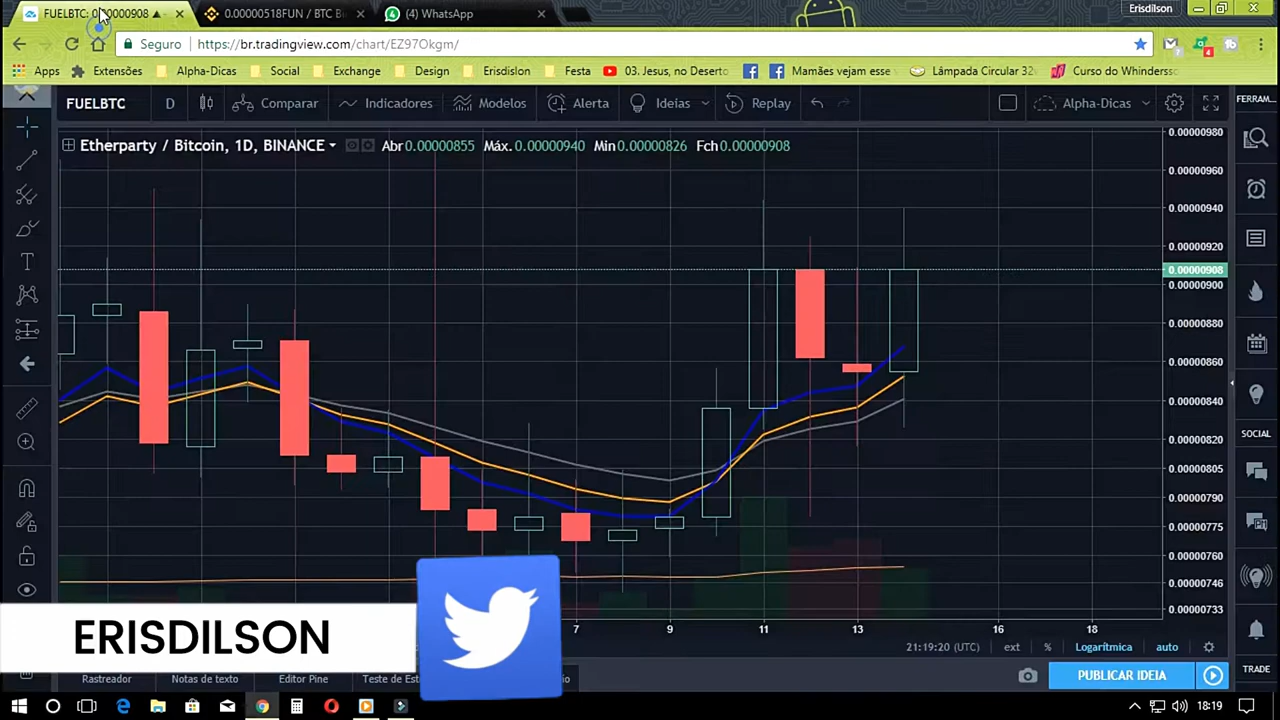 FUELBTC: 0.00000908 ▲
0.00000518FUN / BTC Bi
(4) WhatsApp
Erisdilson
Seguro
https://br.tradingview.com/chart/EZ97Okgm/
Apps
Extensões
Alpha-Dicas
Social
Exchange
Design
Erisdislon
Festa
03. Jesus, no Deserto
Mamães vejam esse
Lâmpada Circular 32
Curso do Whinderss
FUELBTC
D
Comparar
Indicadores
Modelos
Alerta
Ideias
Replay
Alpha-Dicas
FERRAM...
Etherparty / Bitcoin, 1D, BINANCE
Abr 0.00000855 Máx. 0.00000940 Min 0.00000826 Fch 0.00000908
0.00000980
0.00000960
0.00000940
0.00000920
0.00000908
0.00000900
0.00000880
0.00000860
0.00000840
0.00000820
0.00000805
0.00000790
0.00000775
0.00000760
0.00000746
0.00000733
SOCIAL
7
9
11
13
16
18
ERISDILSON
21:19:20 (UTC)
ext
%
Logarítmica
auto
Rastreador
Notas de texto
Editor Pine
Teste de Es
PUBLICAR IDEIA
TRADE
18:19